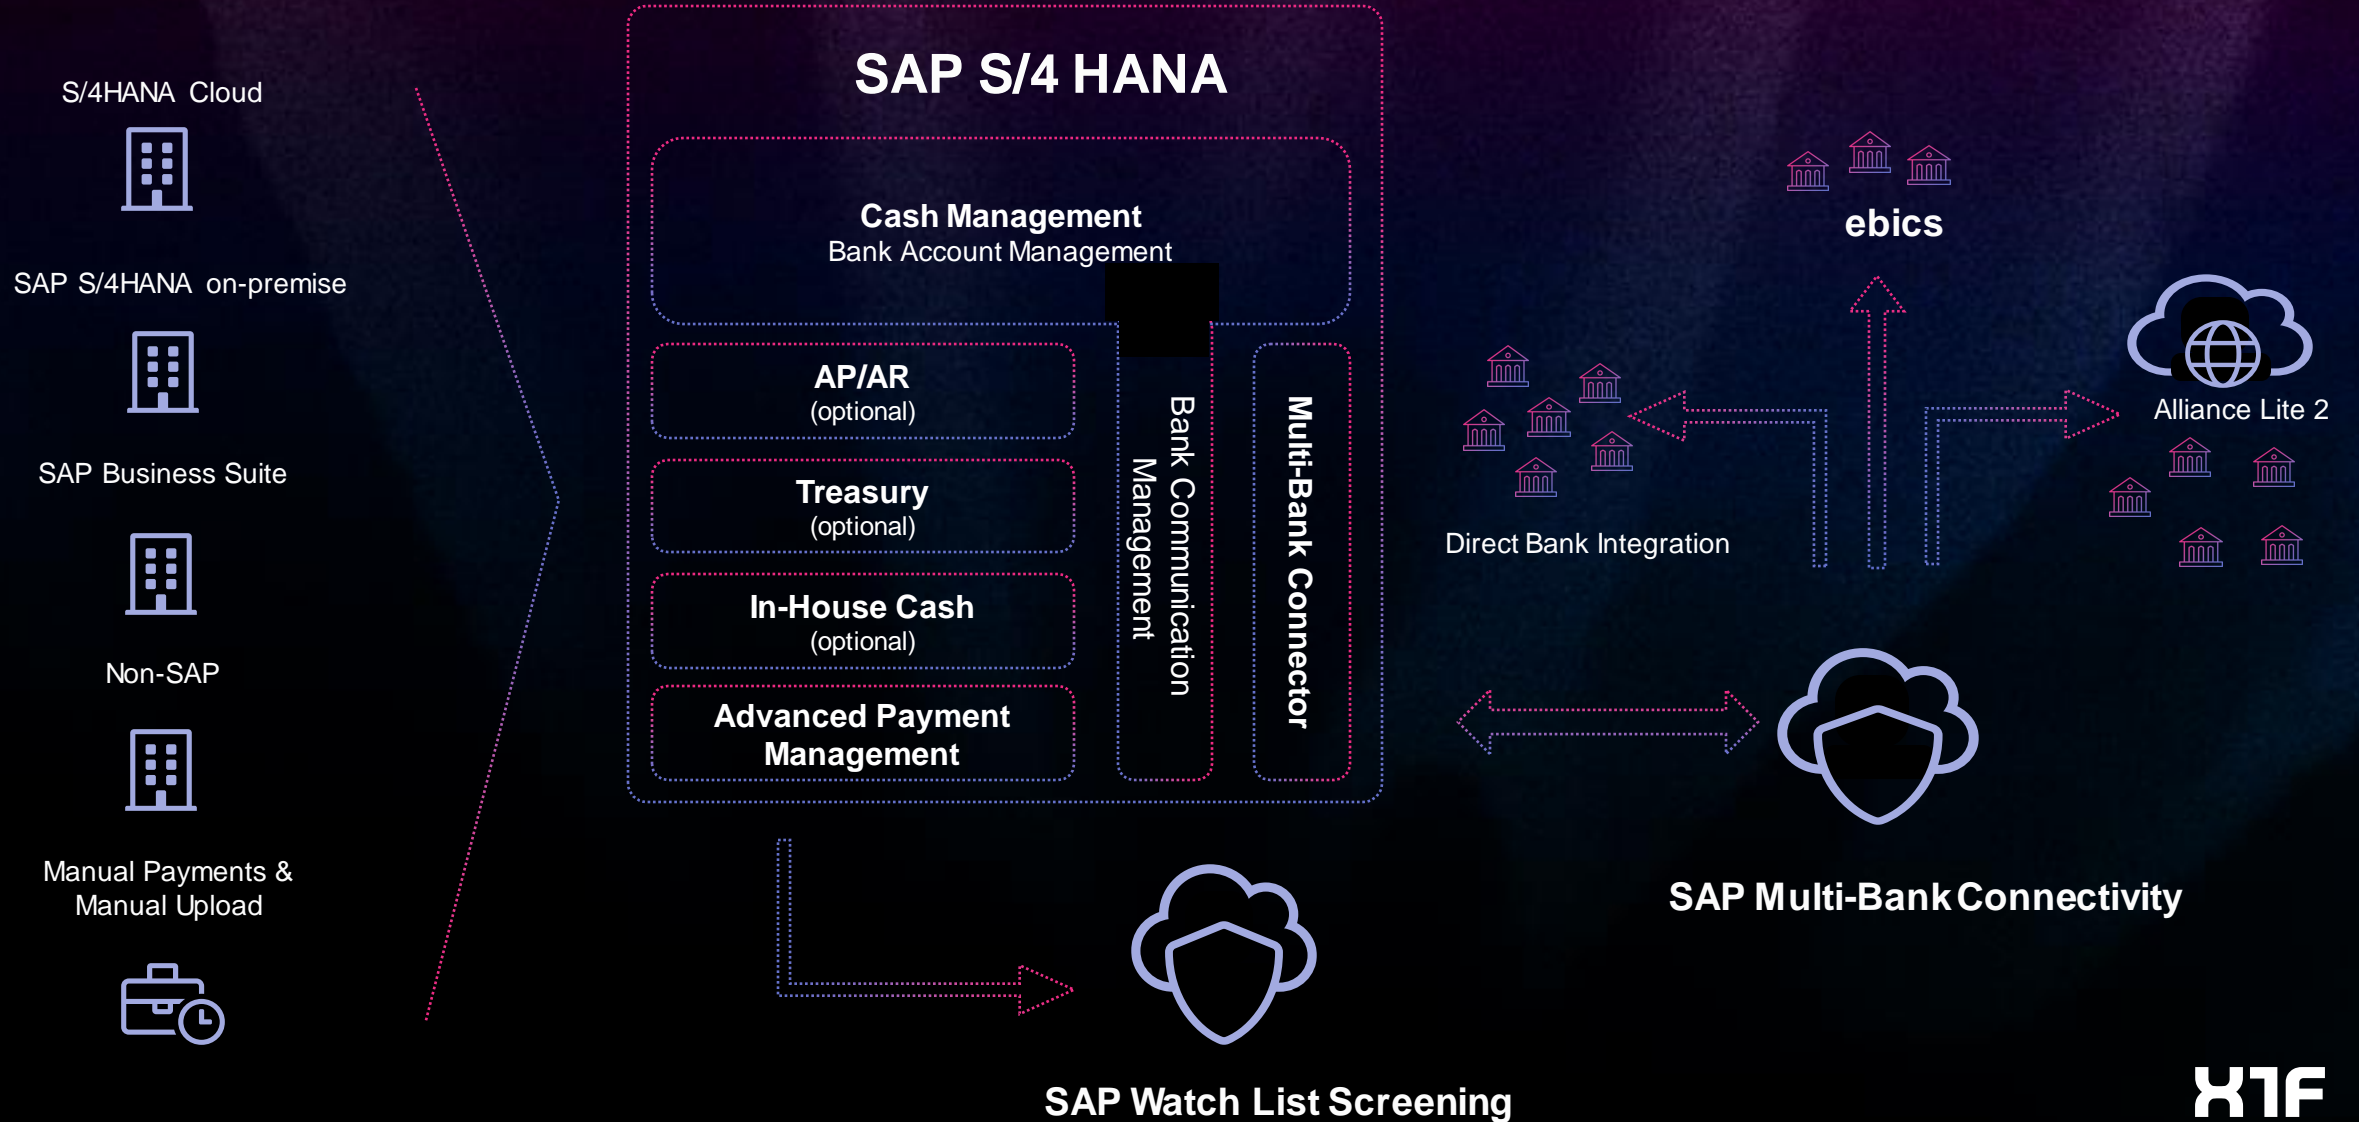 S/4HANA Cloud
SAP S/4HANA on-premise
SAP Business Suite
Non-SAP
Manual Payments &
Manual Upload
SAP S/4 HANA
Cash Management
Bank Account Management
AP/AR
(optional)
Treasury
(optional)
In-House Cash
(optional)
Advanced Payment
Management
Bank Communication
Management
Multi-Bank Connector
SAP Watch List Screening
ebics
Direct Bank Integration
Alliance Lite 2
SAP Multi-Bank Connectivity
X1F